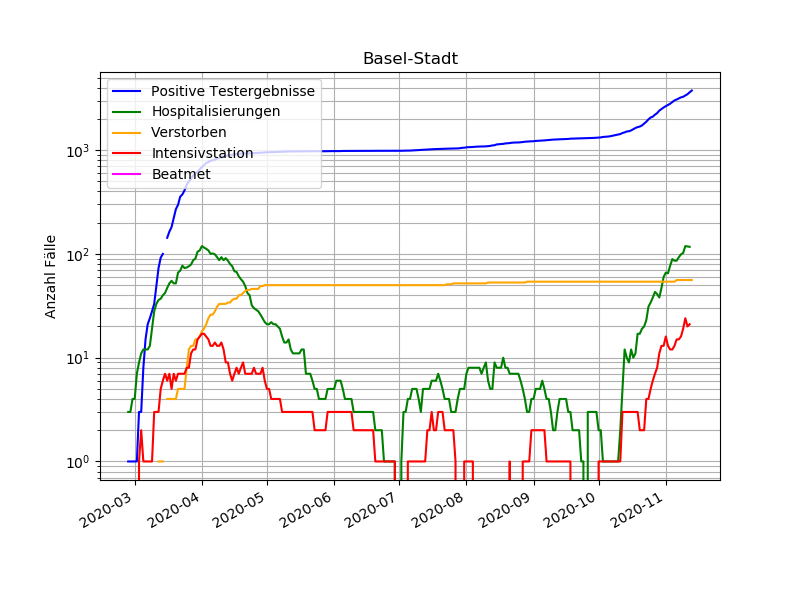 Basel-Stadt
Positive Testergebnisse
Hospitalisierungen
Verstorben
Intensivstation
Beatmet
Anzahl Fälle
10³
10²
10¹
10⁰
2020-03
2020-04
2020-05
2020-06
2020-07
2020-08
2020-09
2020-10
2020-11